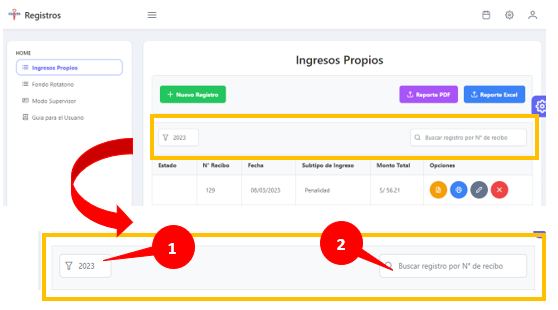 Registros
HOME
Ingresos Propios
Fondo Rotatorio
Modo Supervisor
Guia para el Usuario
Ingresos Propios
+ Nuevo Registro
Reporte PDF
Reporte Excel
2023
Buscar registro por N° de recibo
Estado N° Recibo Fecha Subtipo de Ingreso Monto Total Opciones
129 08/03/2023 Penalidad S/ 56.21
1
2
2023
Buscar registro por N° de recibo